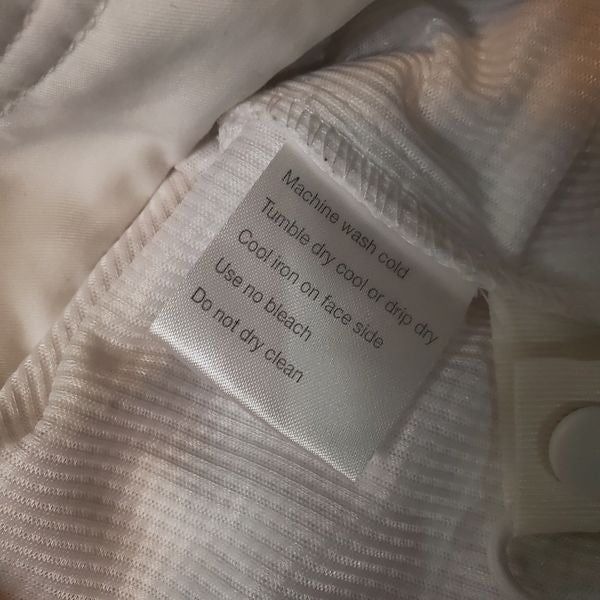 Machine wash cold
Tumble dry cool or drip dry
Cool iron on face side
Use no bleach
Do not dry clean